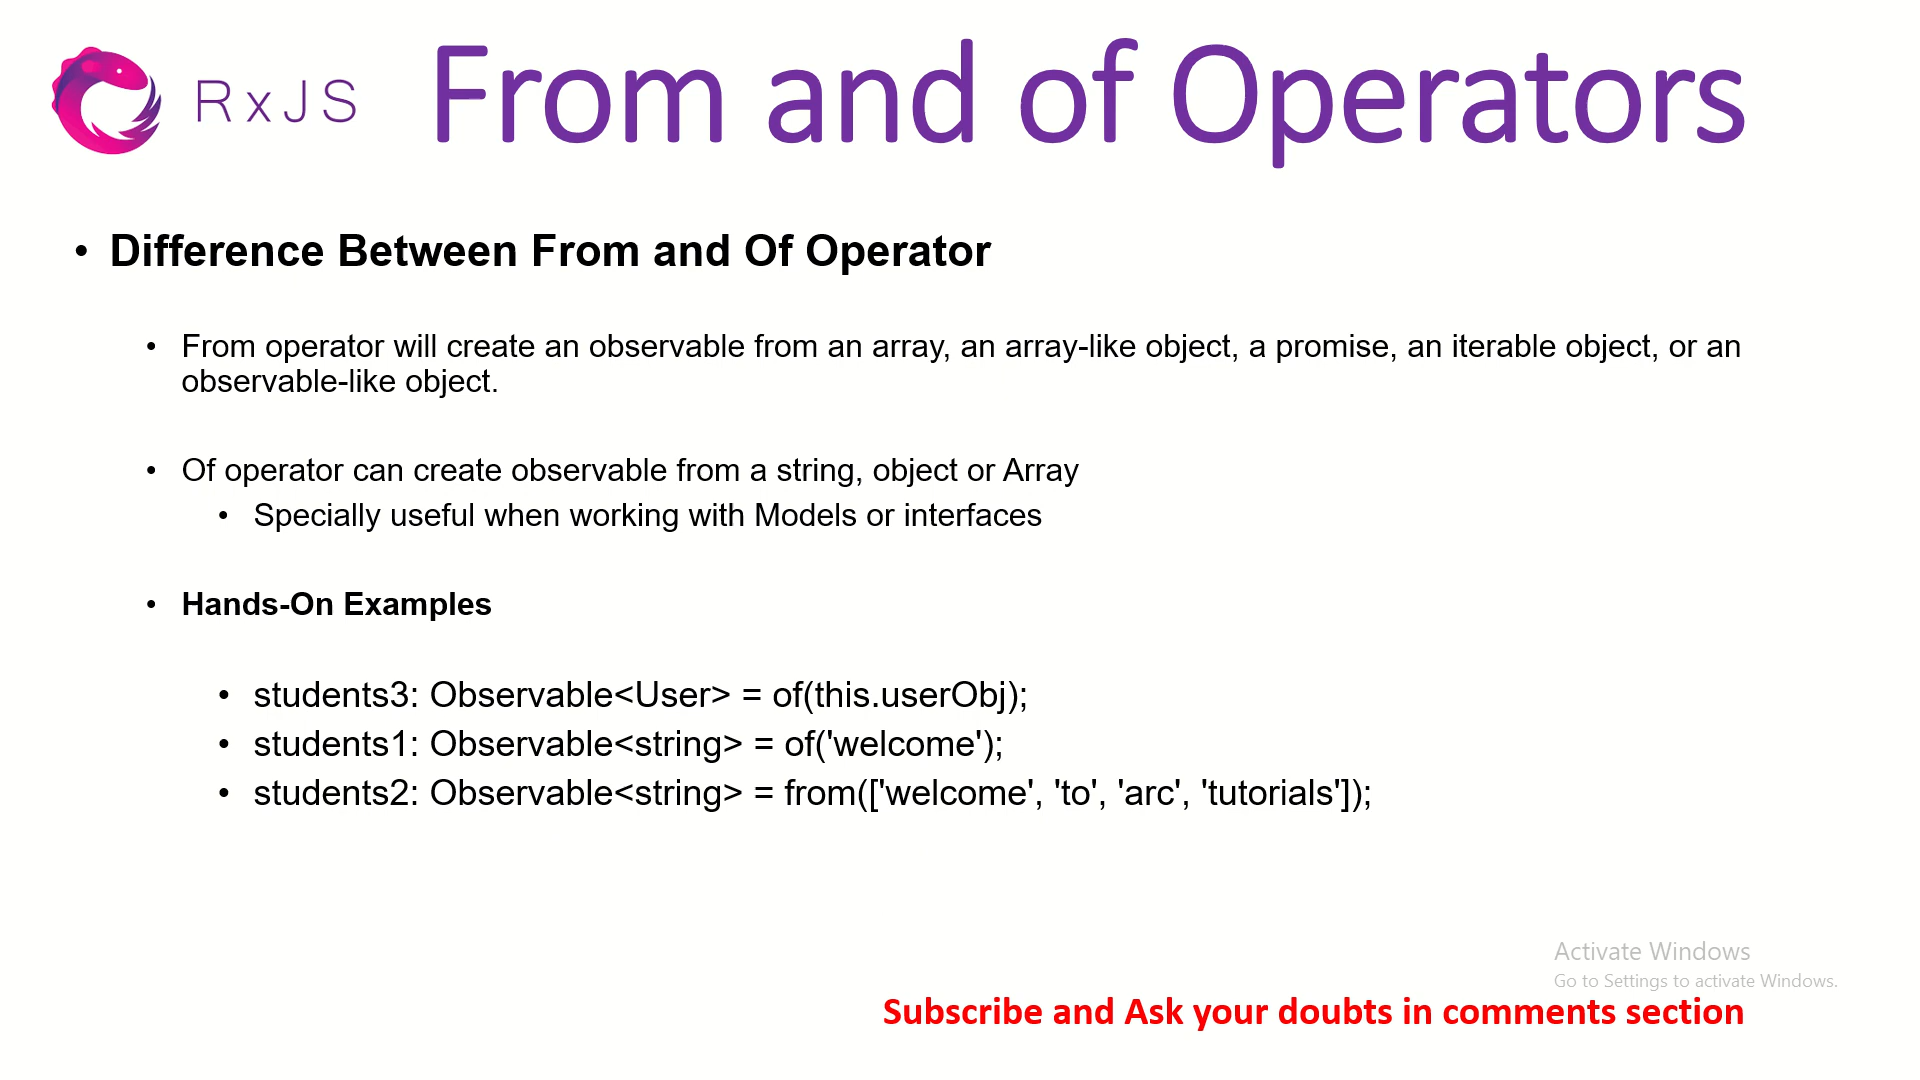 RxJS From and of Operators
• Difference Between From and Of Operator
• From operator will create an observable from an array, an array-like object, a promise, an iterable object, or an
observable-like object.
• Of operator can create observable from a string, object or Array
• Specially useful when working with Models or interfaces
• Hands-On Examples
• students3: Observable<User> = of(this.userObj);
• students1: Observable<string> = of('welcome');
• students2: Observable<string> = from(['welcome', 'to', 'arc', 'tutorials']);
Activate Windows
Go to Settings to activate Windows.
Subscribe and Ask your doubts in comments section